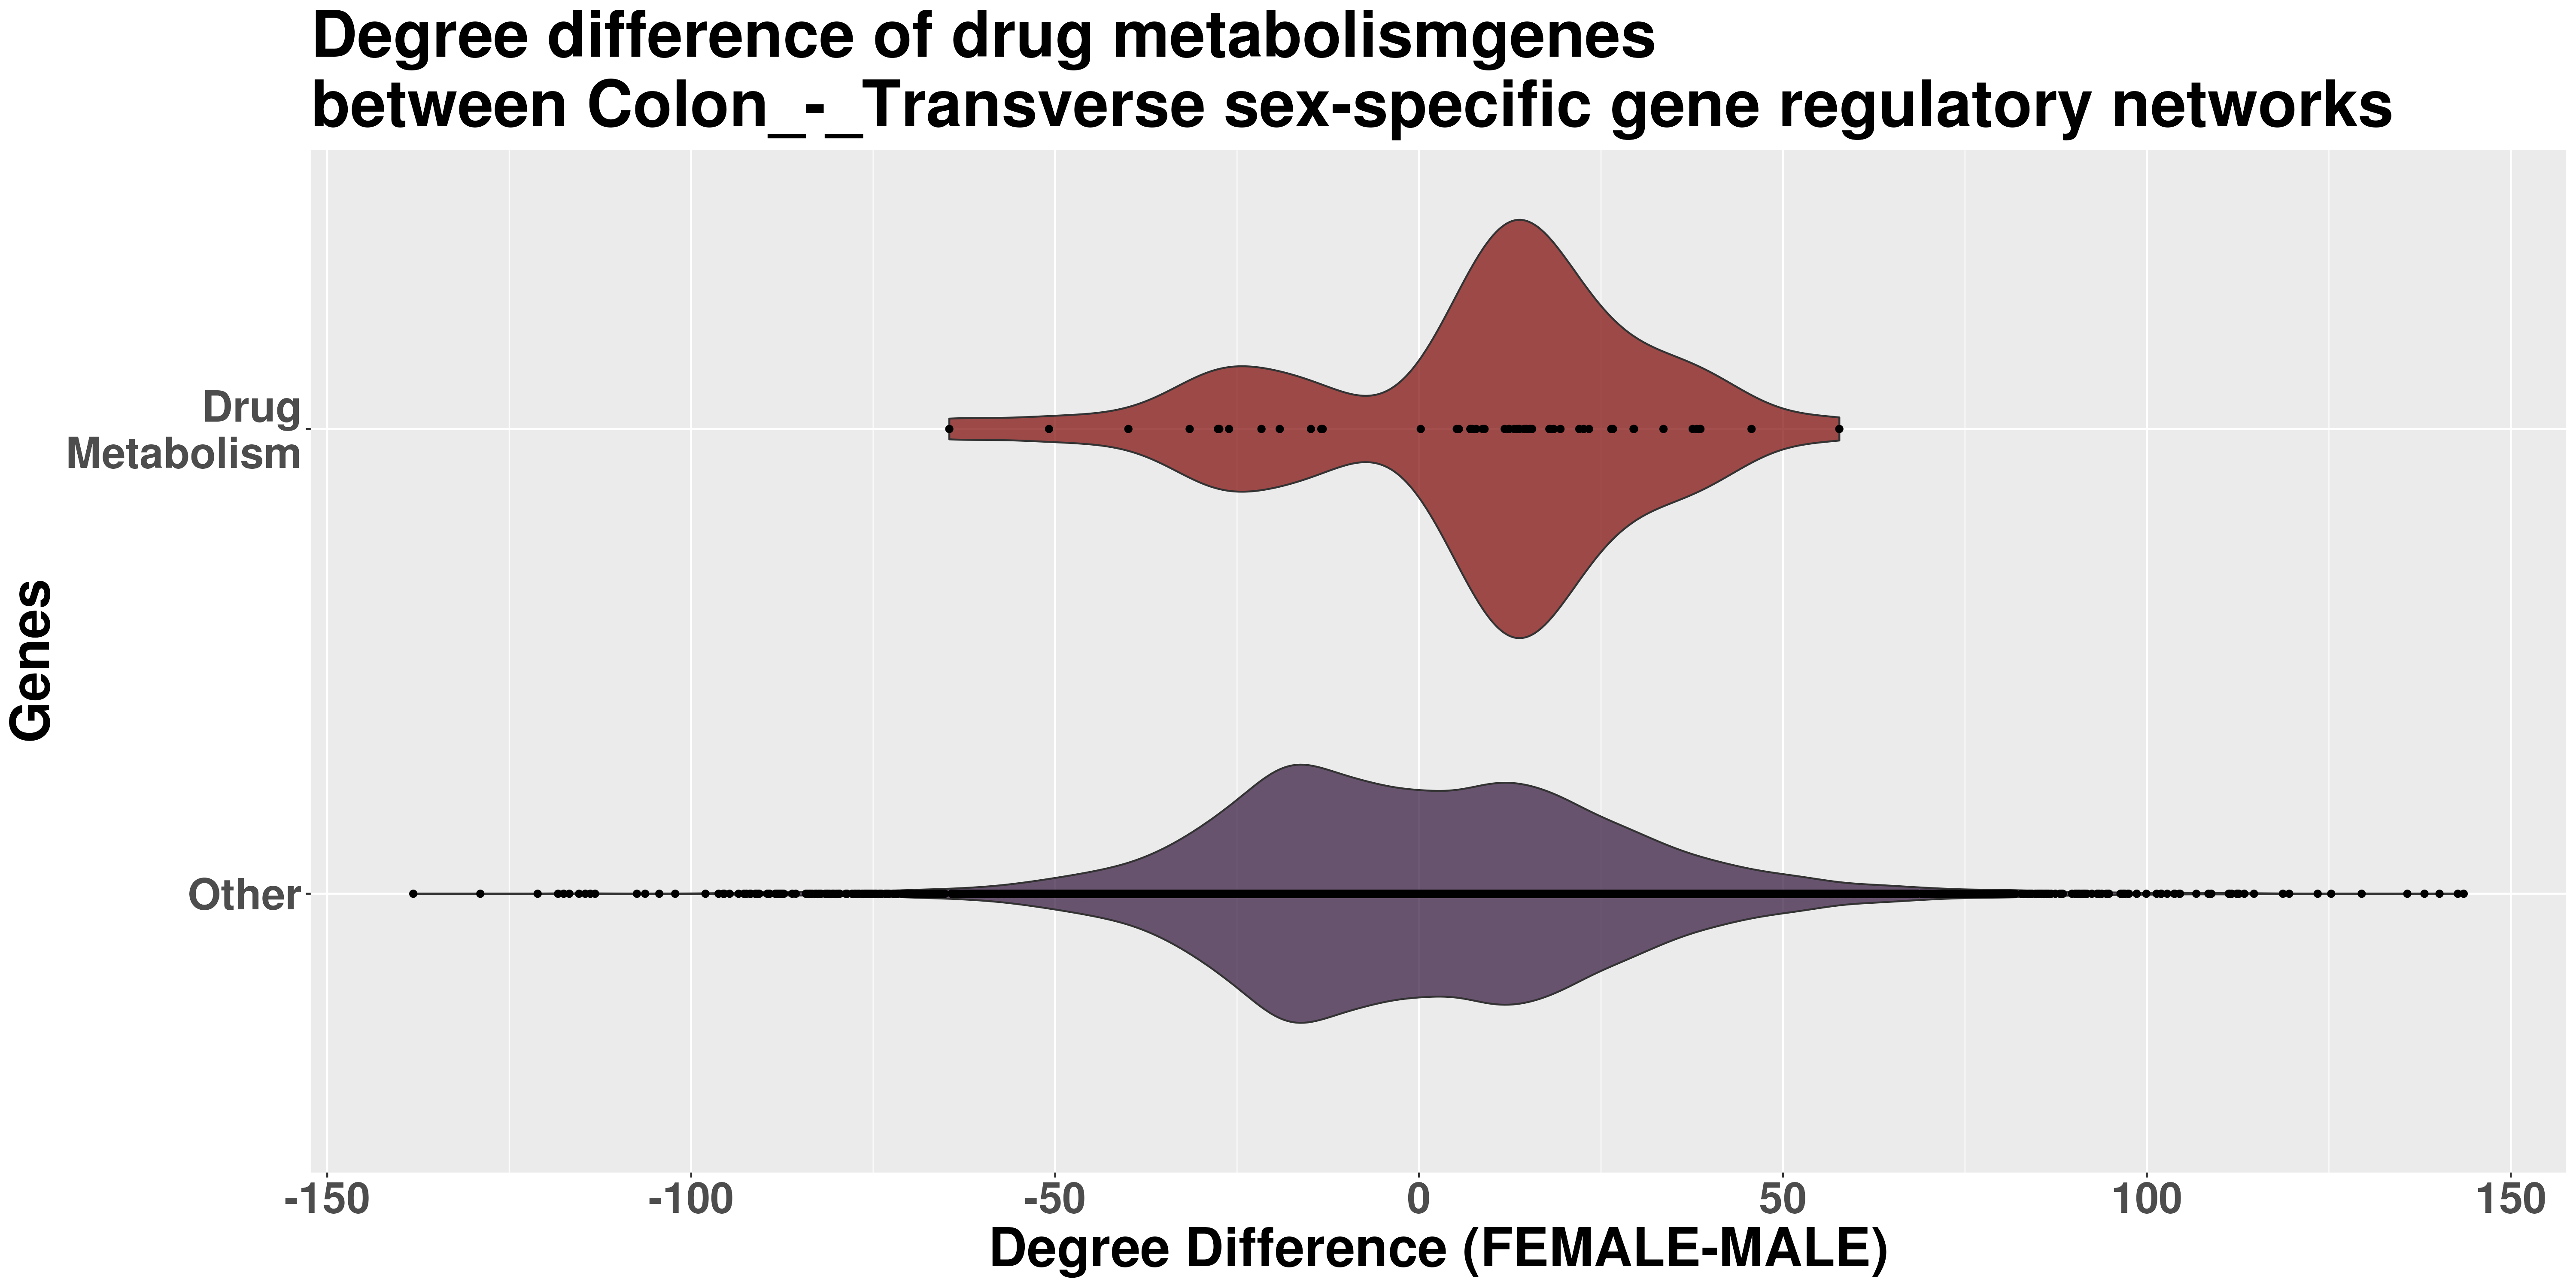 Degree difference of drug metabolismgenes
between Colon_-_Transverse sex-specific gene regulatory networks
Genes
Drug
Metabolism
Other
-150 -100 -50 0 50 100 150
Degree Difference (FEMALE-MALE)